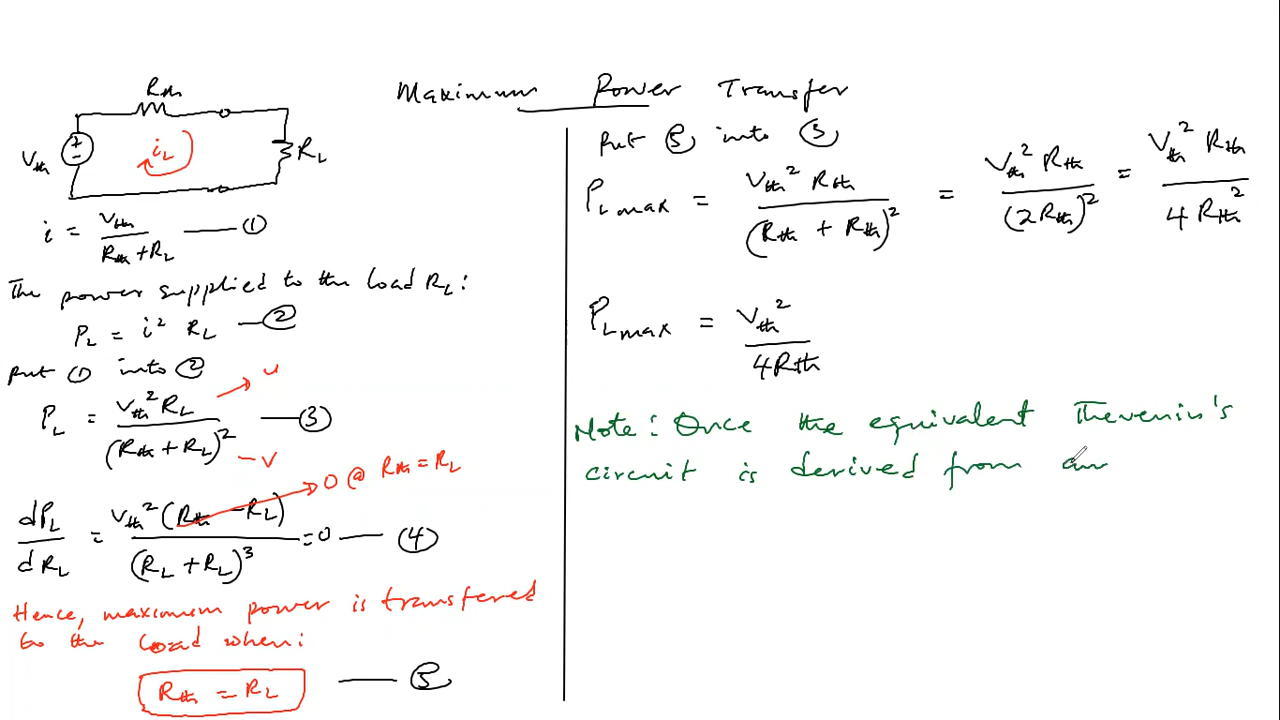 Maximum Power Transfer
Rth
Vth
+
-
iL
RL
i = Vth / (Rth + RL) — ①
The power supplied to the load RL:
PL = i² RL — ②
Put ① into ②
PL = Vth² RL / (Rth + RL)² — ③
→ u
– v
→ 0 @ Rth = RL
dPL / dRL = Vth² (Rth - RL) / (RL + RL)³ = 0 — ④
Hence, maximum power is transferred
to the load when:
Rth = RL — ⑤
Put ⑤ into ③
PLmax = Vth² Rth / (Rth + Rth)² = Vth² Rth / (2Rth)² = Vth² Rth / 4Rth²
PLmax = Vth² / 4Rth
Note: Once the equivalent Thevenin's
circuit is derived from an